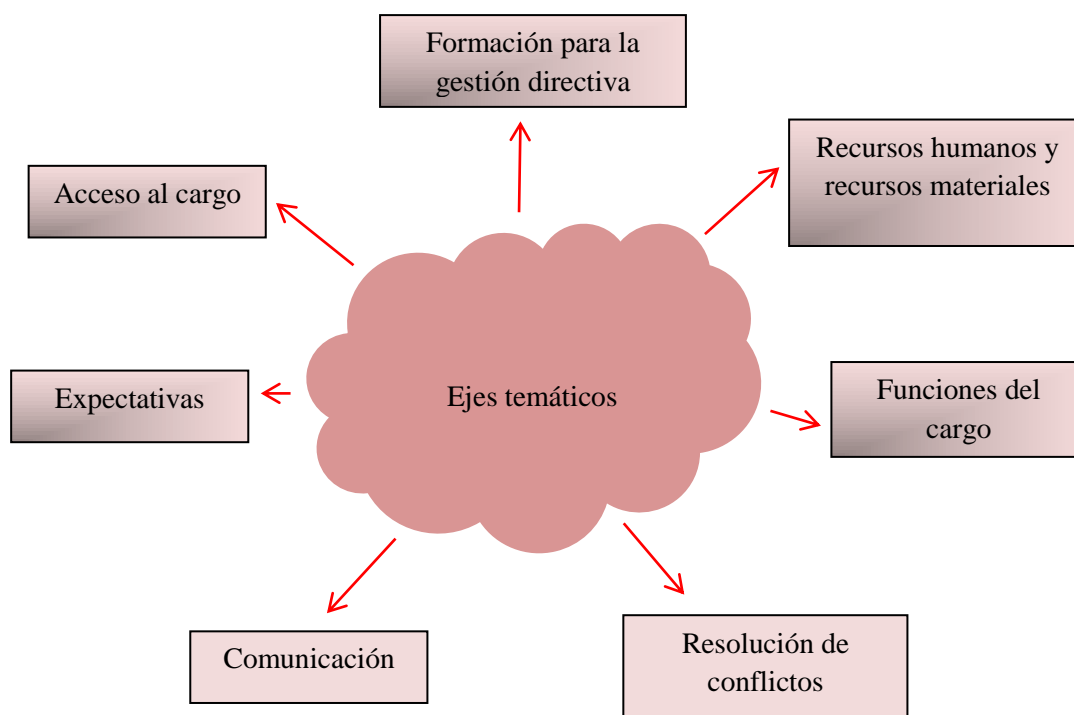 Formación para la
gestión directiva
Recursos humanos y
recursos materiales
Acceso al cargo
Expectativas
Ejes temáticos
Funciones del
cargo
Comunicación
Resolución de
conflictos